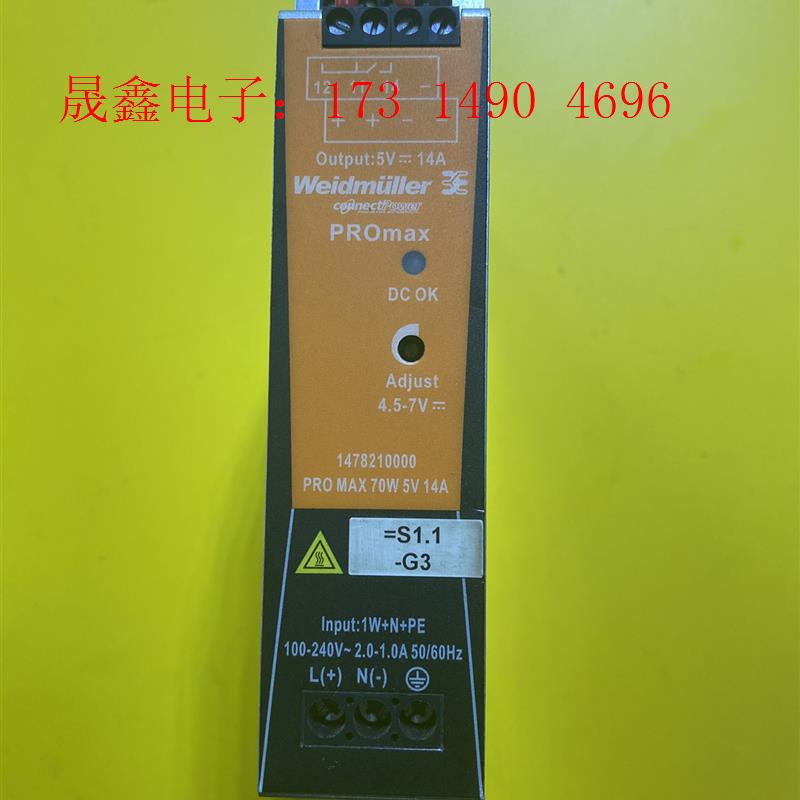 晟鑫电子：173 1490 4696
+ + - -
Output:5V⎓ 14A
Weidmüller
connectPower
PROmax
DC OK
Adjust
4.5-7V⎓
1478210000
PRO MAX 70W 5V 14A
=S1.1
-G3
Input:1W+N+PE
100-240V~ 2.0-1.0A 50/60Hz
L(+) N(-)